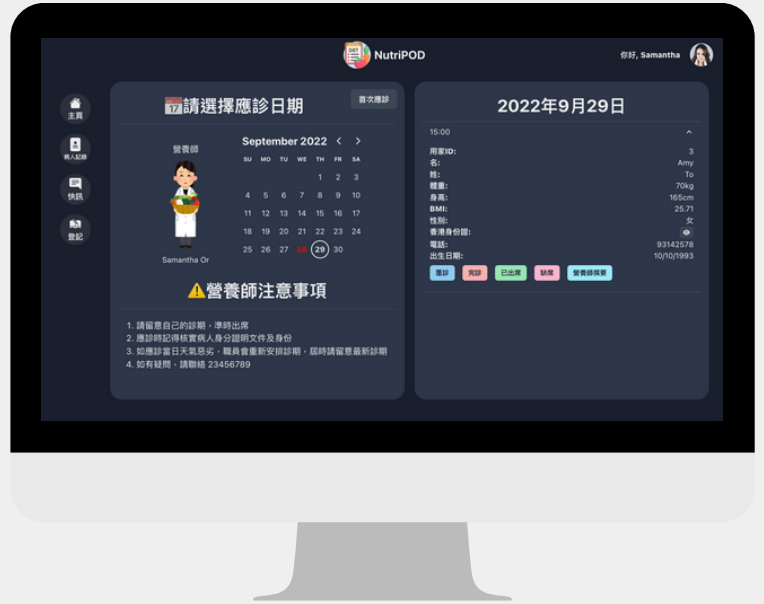 DIET
NutriPOD
你好, Samantha
主頁
病人記錄
快訊
登記
17請選擇應診日期
首次應診
營養師
Samantha Or
September 2022 < >
SU MO TU WE TH FR SA
1 2 3
4 5 6 7 8 9 10
11 12 13 14 15 16 17
18 19 20 21 22 23 24
25 26 27 28 29 30
營養師注意事項
1. 請留意自己的診期，準時出席
2. 應診時記得核實病人身分證明文件及身份
3. 如應診當日天氣惡劣，職員會重新安排診期，屆時請留意最新診期
4. 如有疑問，請聯絡 23456789
2022年9月29日
15:00
用家ID: 3
名: Amy
姓: To
體重: 70kg
身高: 165cm
BMI: 25.71
性別: 女
香港身份證:
電話: 93142578
出生日期: 10/10/1993
覆診 完診 已出席 缺席 營養師撮要